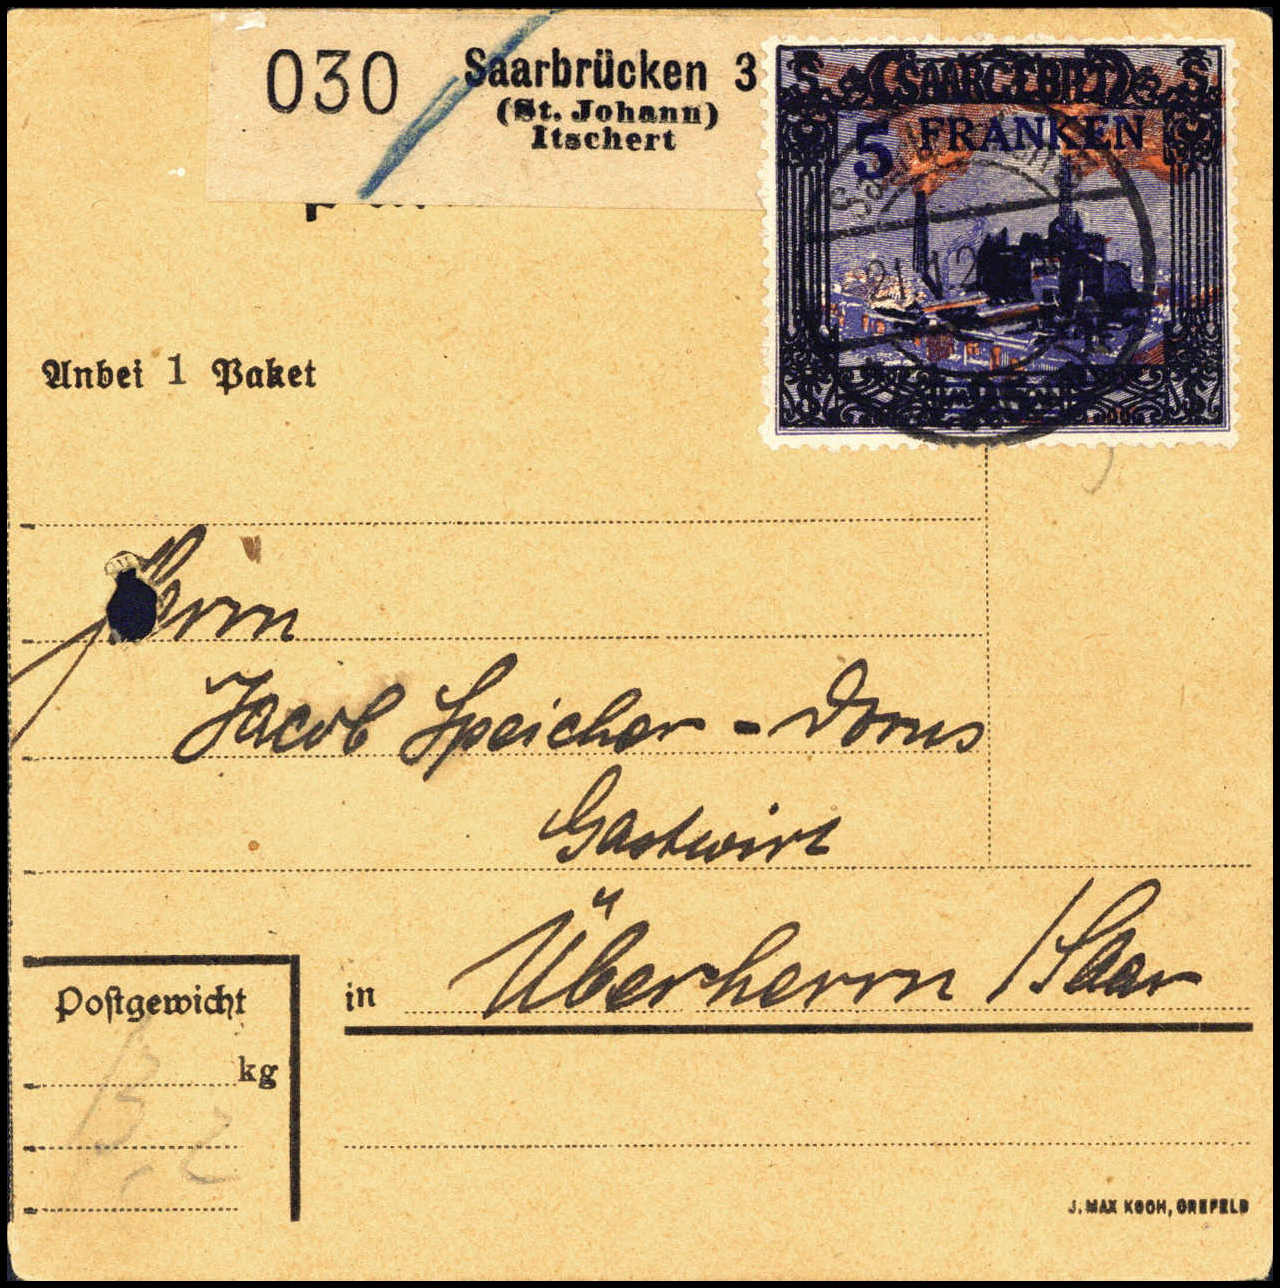 030 Saarbrücken 3
(St. Johann)
Itschert
SAARGEBIET
5 FRANKEN
Anbei 1 Paket
Herrn
Jacob Speicher-Dorus
Gastwirt
in Überherrn / Saar
Postgewicht
kg
J. MAX KOCH, CREFELD